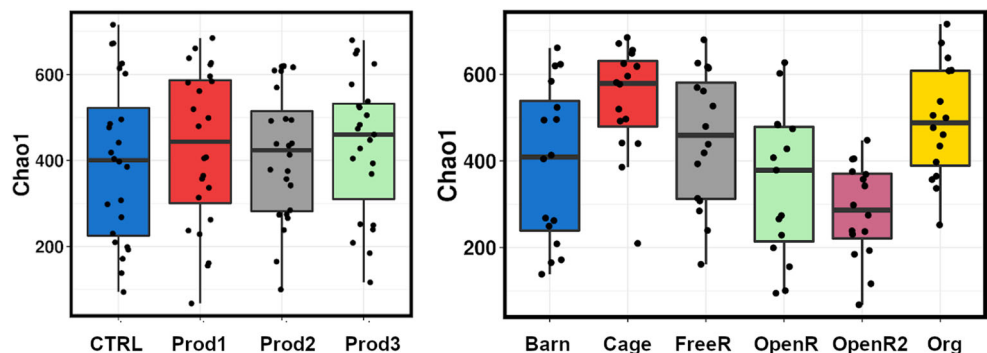 Chao1
600
400
200
CTRL Prod1 Prod2 Prod3
Chao1
600
400
200
Barn Cage FreeR OpenR OpenR2 Org